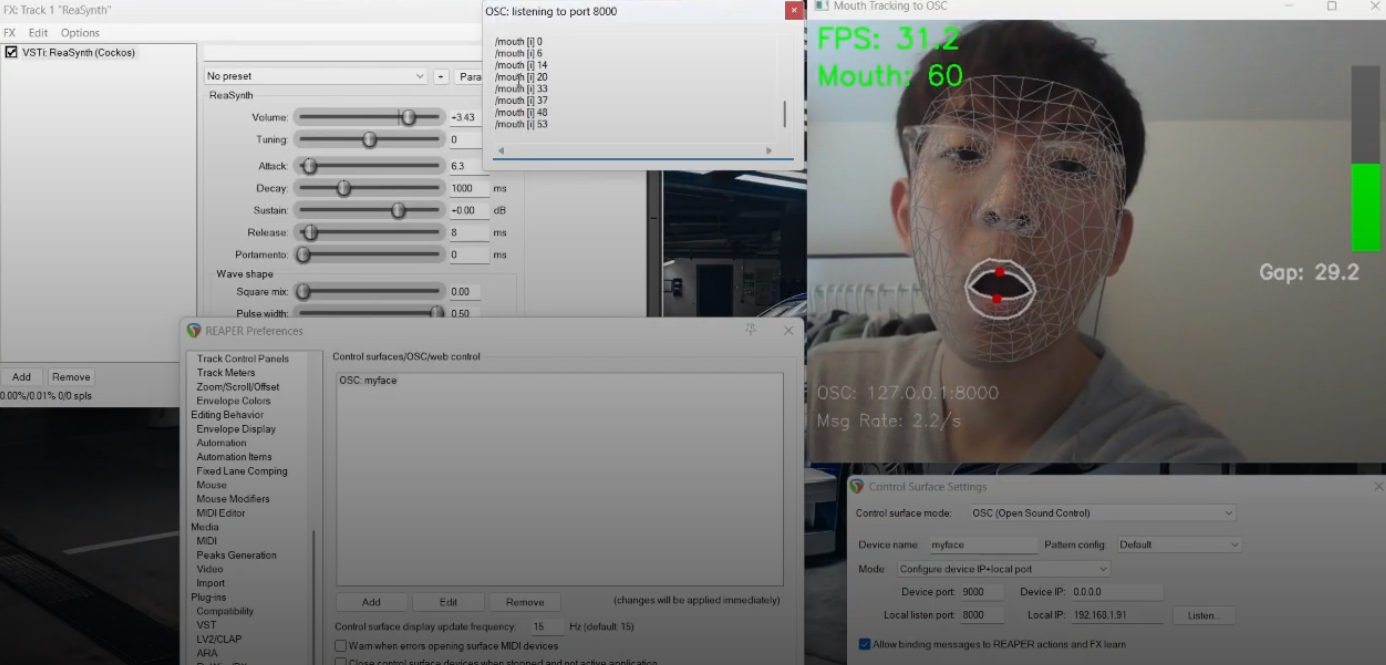 FX: Track 1 "ReaSynth"
FX Edit Options
VSTi: ReaSynth (Cockos)
No preset
+
Para
ReaSynth
Volume: +3.43
Tuning: 0
Attack: 6.3
Decay: 1000 ms
Sustain: +0.00 dB
Release: 8 ms
Portamento: 0 ms
Wave shape
Square mix: 0.00
Pulse width: 0.50
Add Remove
0.00%/0.01% 0/0 spls
OSC: listening to port 8000
/mouth [i] 0
/mouth [i] 6
/mouth [i] 14
/mouth [i] 20
/mouth [i] 33
/mouth [i] 37
/mouth [i] 48
/mouth [i] 53
Mouth Tracking to OSC
FPS: 31.2
Mouth: 60
Gap: 29.2
OSC: 127.0.0.1:8000
Msg Rate: 2.2/s
REAPER Preferences
Track Control Panels
Track Meters
Zoom/Scroll/Offset
Envelope Colors
Editing Behavior
Envelope Display
Automation
Automation Items
Fixed Lane Comping
Mouse
Mouse Modifiers
MIDI Editor
Media
MIDI
Peaks Generation
Video
Import
Plug-ins
Compatibility
VST
LV2/CLAP
ARA
Control surfaces/OSC/web control
OSC: myface
Add Edit Remove (changes will be applied immediately)
Control surface display update frequency: 15 Hz (default: 15)
Warn when errors opening surface MIDI devices
Close control surface devices when stopped and not active application
Control Surface Settings
Control surface mode: OSC (Open Sound Control)
Device name: myface Pattern config: Default
Mode: Configure device IP+local port
Device port: 9000 Device IP: 0.0.0.0
Local listen port: 8000 Local IP: 192.168.1.91 Listen...
Allow binding messages to REAPER actions and FX learn